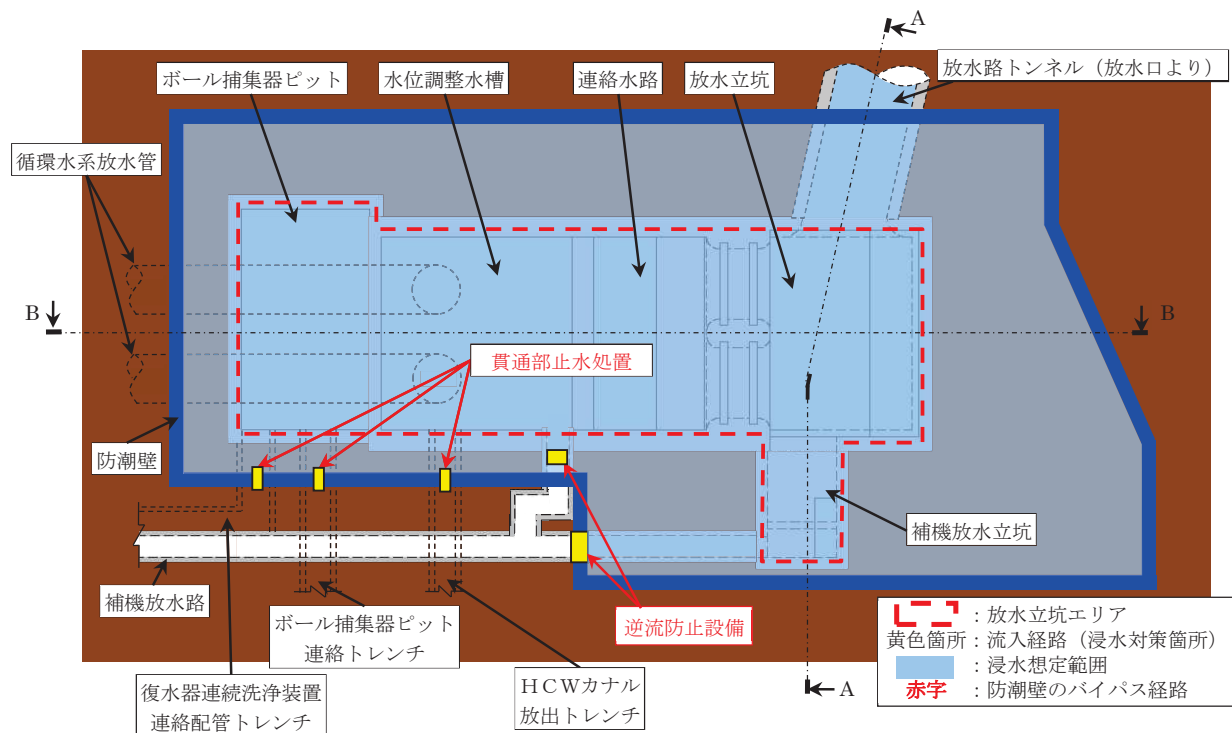 A
ボール捕集器ピット
水位調整水槽
連絡水路
放水立坑
放水路トンネル（放水口より）
循環水系放水管
B
B
貫通部止水処置
防潮壁
補機放水立坑
補機放水路
ボール捕集器ピット
連絡トレンチ
逆流防止設備
復水器連続洗浄装置
連絡配管トレンチ
ＨＣＷカナル
放出トレンチ
A
：放水立坑エリア
黄色箇所：流入経路（浸水対策箇所）
：浸水想定範囲
赤字：防潮壁のバイパス経路